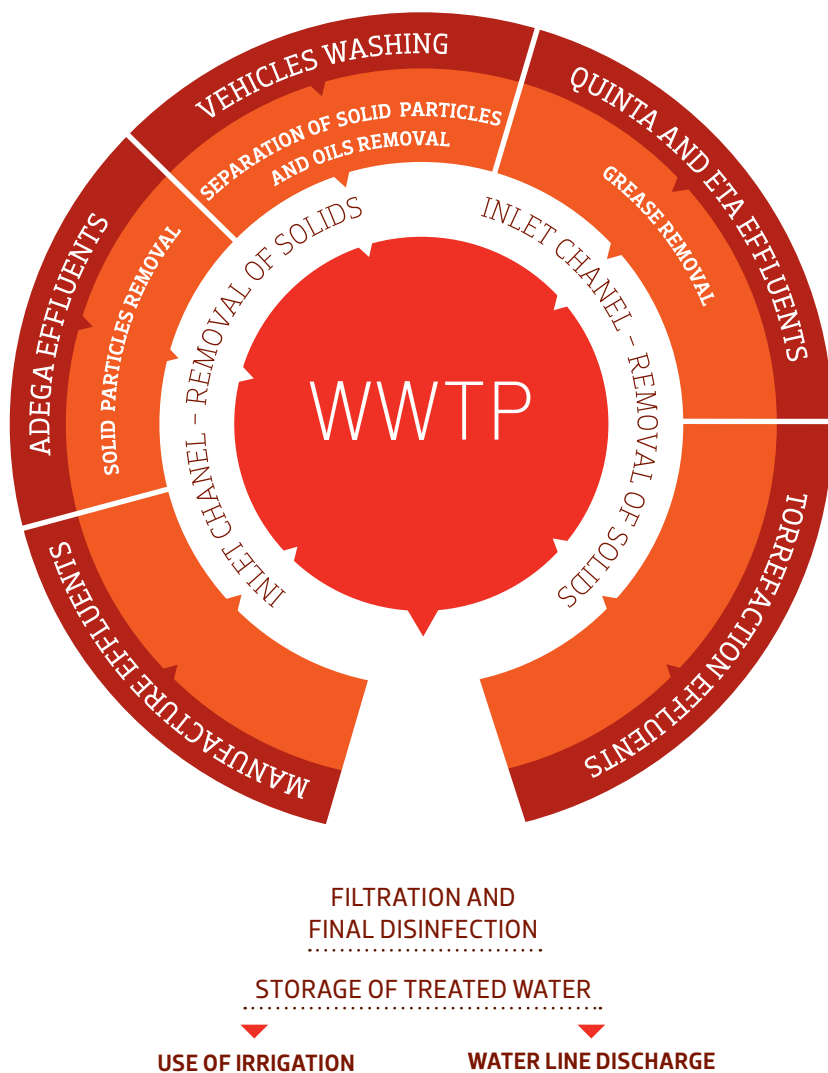 VEHICLES WASHING
SEPARATION OF SOLID PARTICLES
AND OILS REMOVAL
QUINTA AND ETA EFFLUENTS
GREASE REMOVAL
ADEGA EFFLUENTS
SOLID PARTICLES REMOVAL
INLET CHANEL - REMOVAL OF SOLIDS
INLET CHANEL - REMOVAL OF SOLIDS
WWTP
MANUFACTURE EFFLUENTS
TORREFACTION EFFLUENTS
FILTRATION AND
FINAL DISINFECTION
STORAGE OF TREATED WATER
USE OF IRRIGATION
WATER LINE DISCHARGE